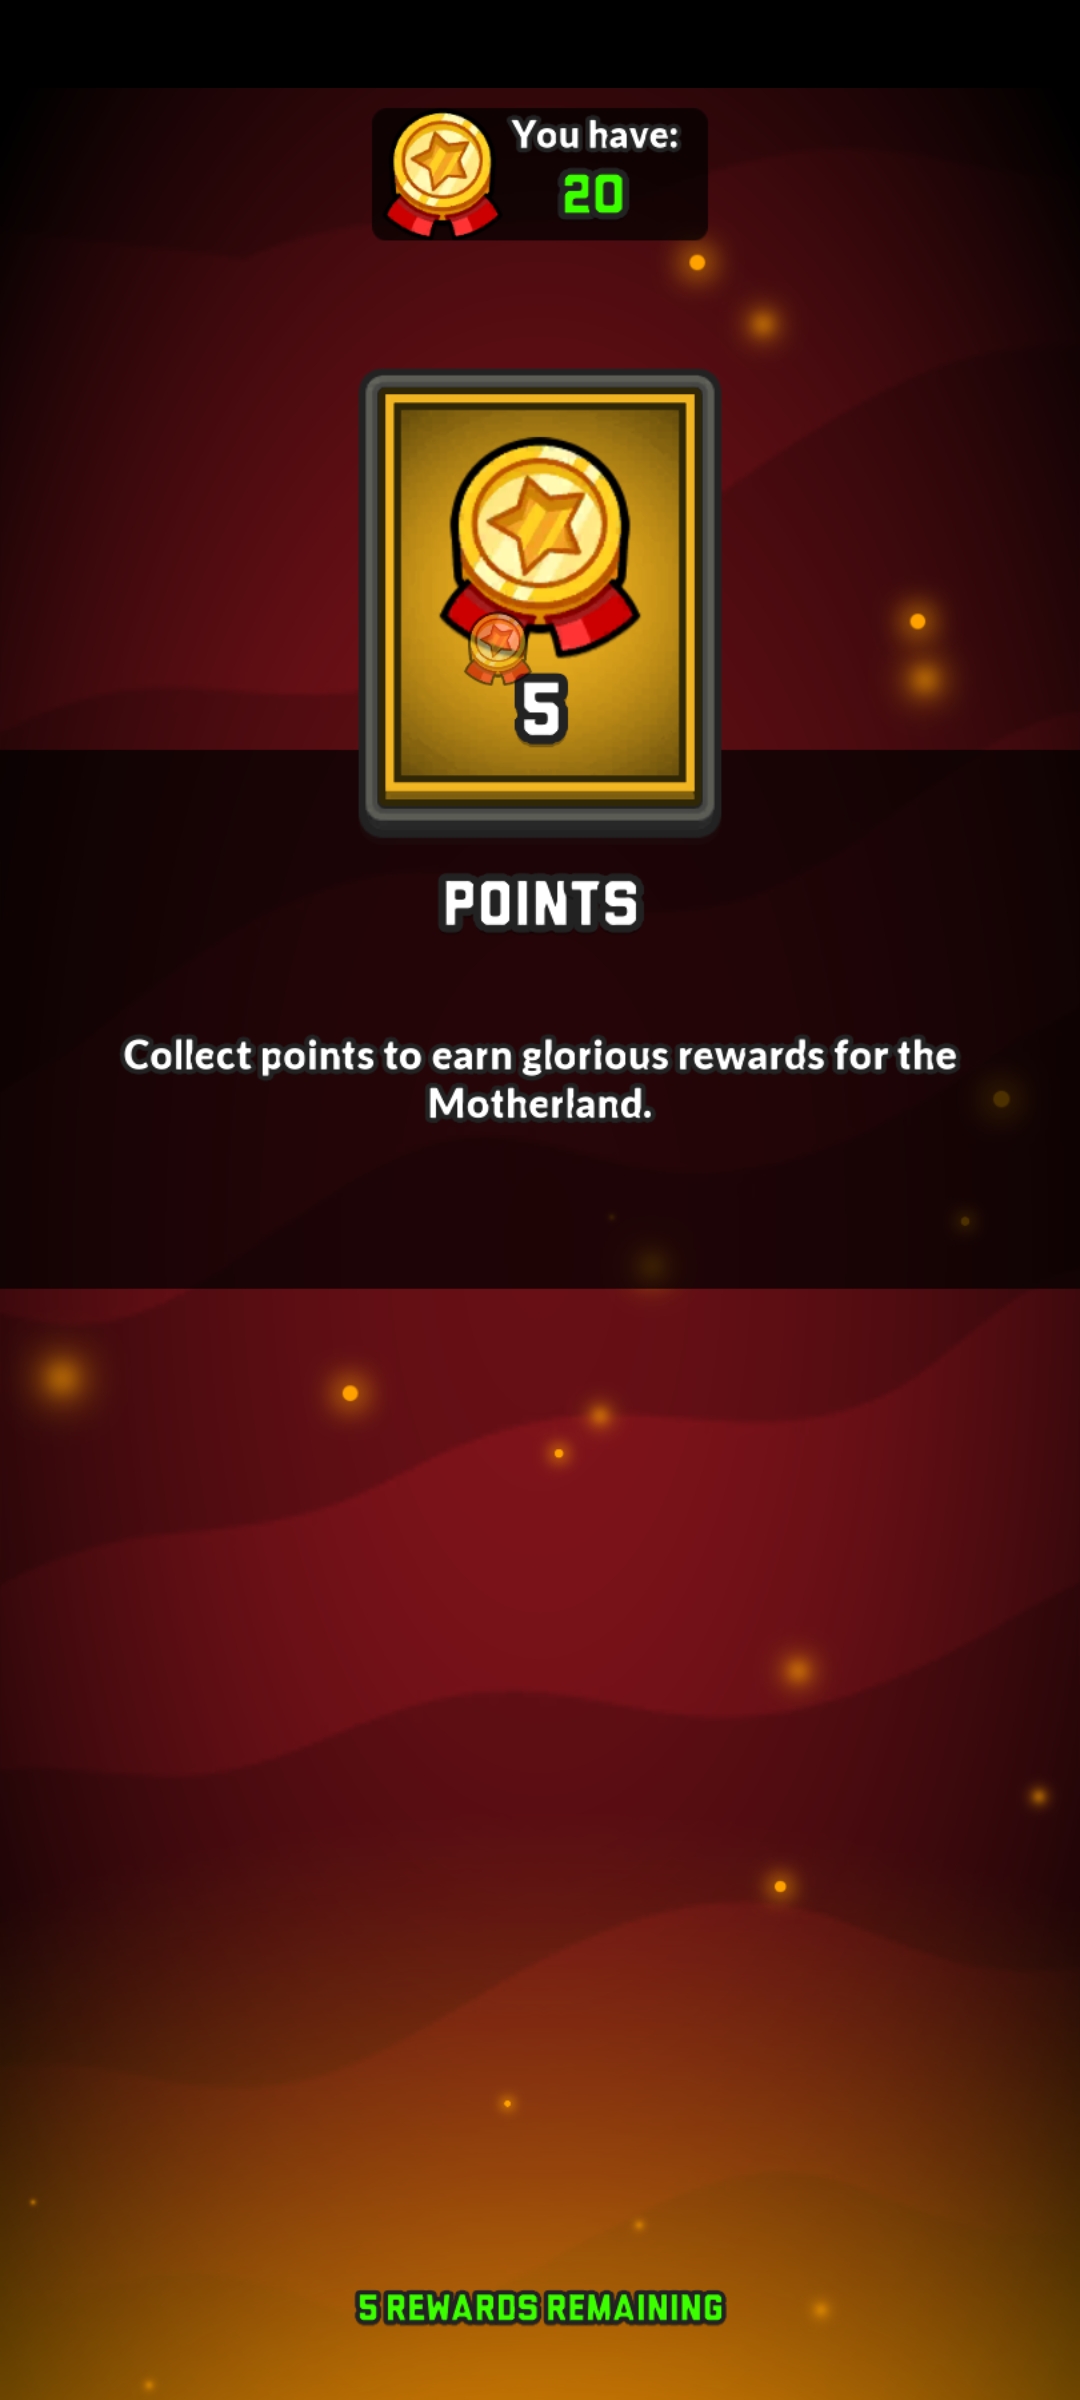 You have:
20
5
POINTS
Collect points to earn glorious rewards for the
Motherland.
5 REWARDS REMAINING